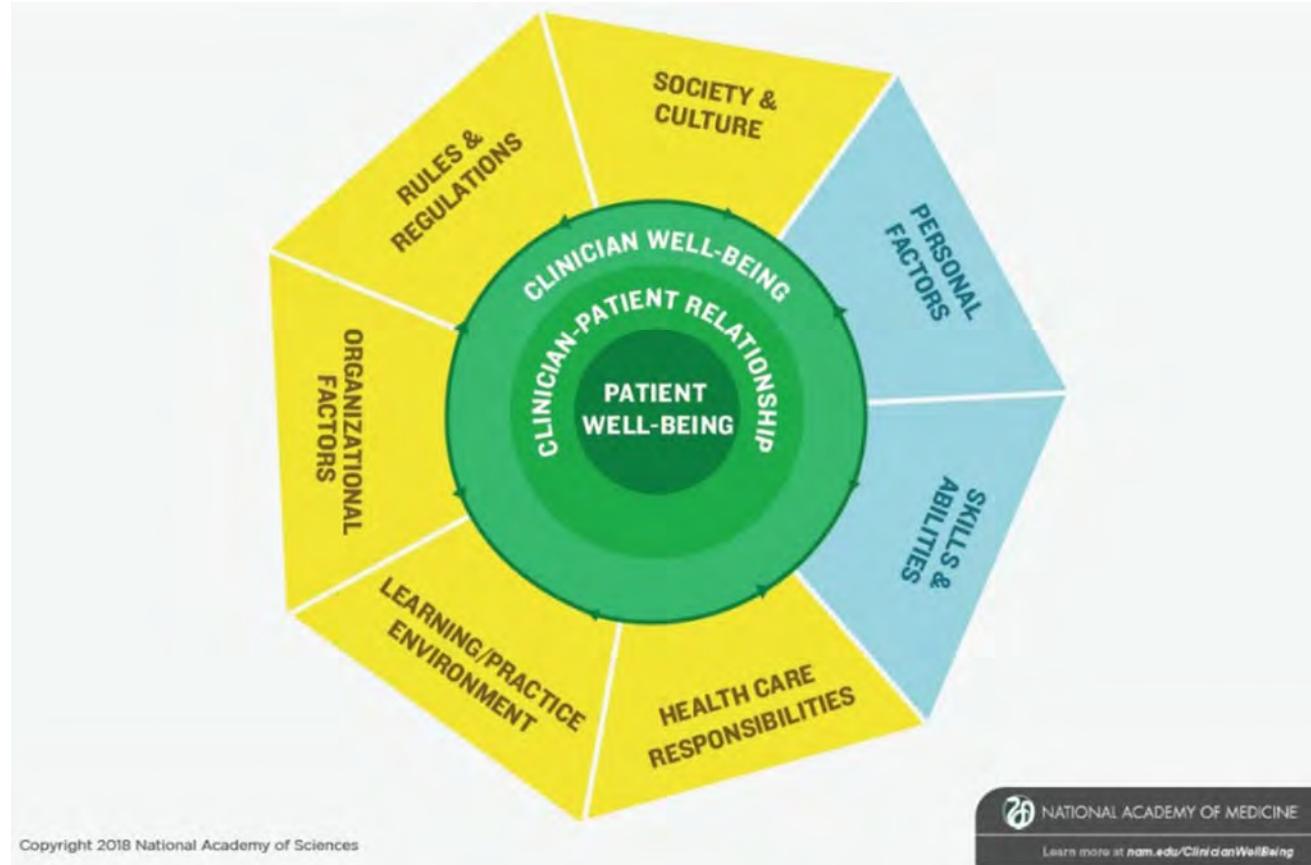 SOCIETY &
CULTURE
RULES &
REGULATIONS
PERSONAL
FACTORS
CLINICIAN WELL-BEING
CLINICIAN-PATIENT RELATIONSHIP
PATIENT
WELL-BEING
ORGANIZATIONAL
FACTORS
SKILLS &
ABILITIES
LEARNING/PRACTICE
ENVIRONMENT
HEALTH CARE
RESPONSIBILITIES
NATIONAL ACADEMY OF MEDICINE
Copyright 2018 National Academy of Sciences
Learn more at nam.edu/ClinicianWellBeing